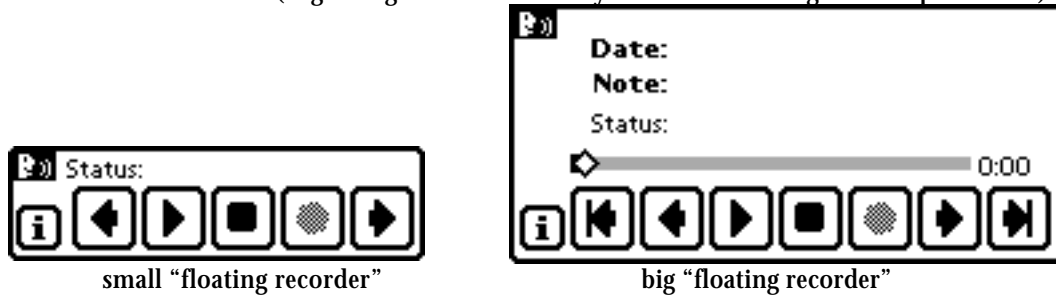 Date:
Note:
Status:
Status:
0:00
i
i
small “floating recorder”
big “floating recorder”